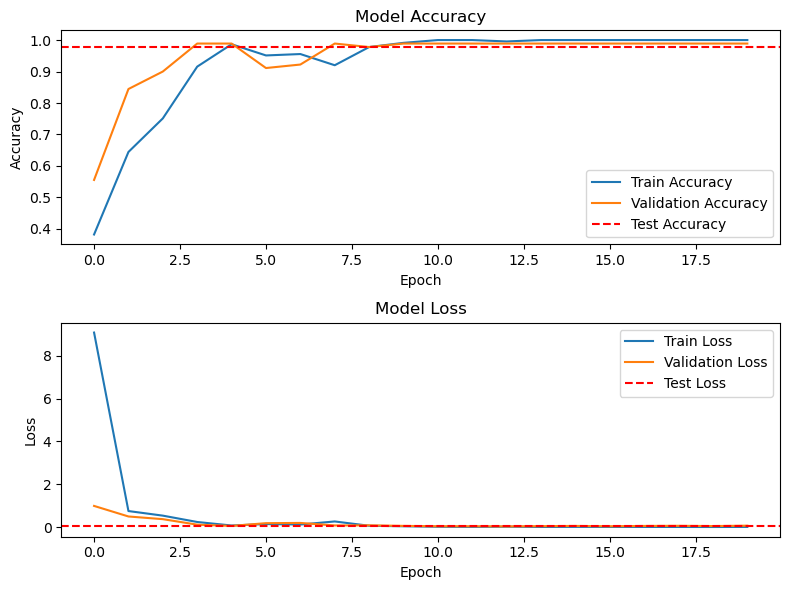 Model Accuracy
1.0
0.9
0.8
0.7
0.6
0.5
0.4
Accuracy
Train Accuracy
Validation Accuracy
Test Accuracy
0.0 2.5 5.0 7.5 10.0 12.5 15.0 17.5
Epoch
Model Loss
8
6
4
2
0
Loss
Train Loss
Validation Loss
Test Loss
0.0 2.5 5.0 7.5 10.0 12.5 15.0 17.5
Epoch